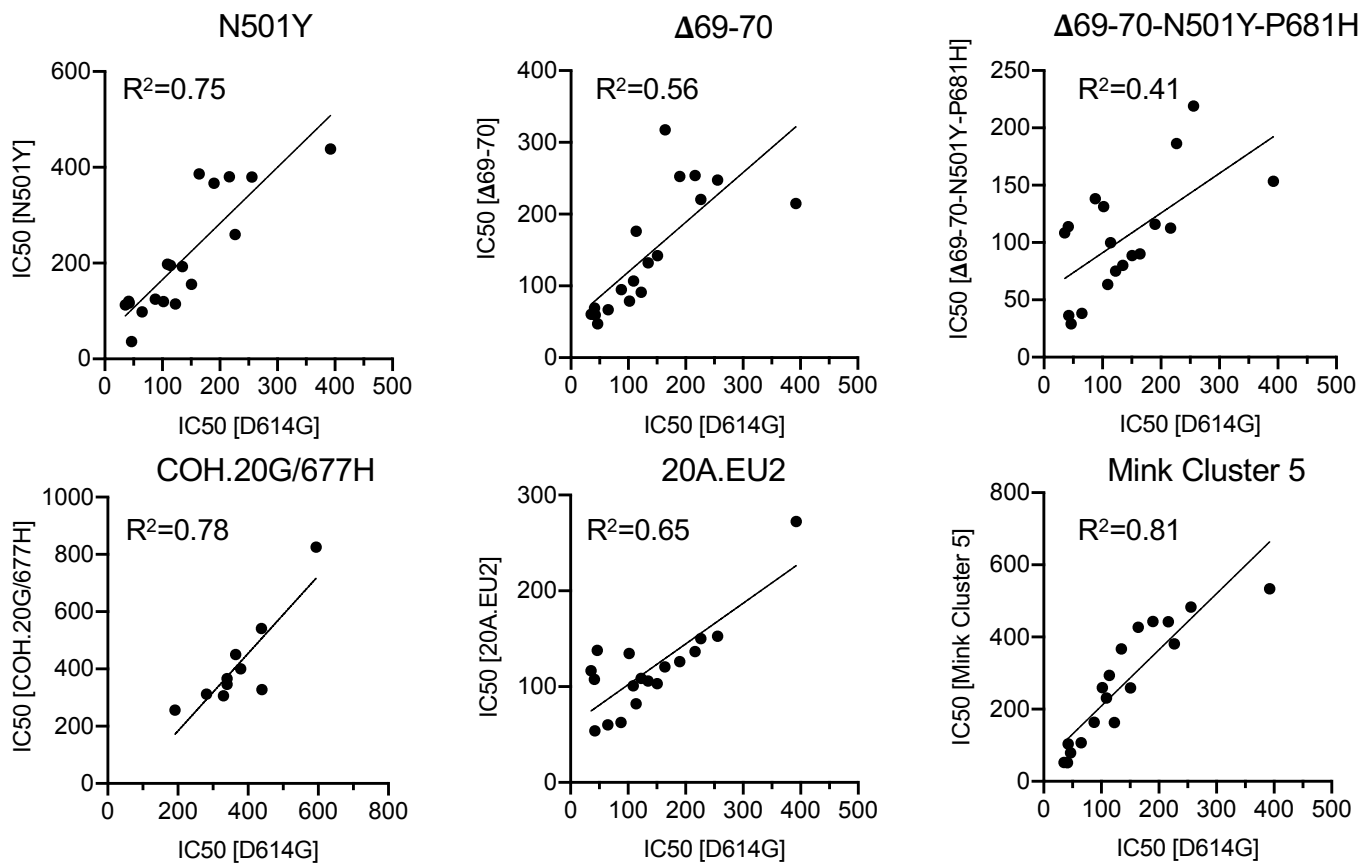 N501Y
R²=0.75
IC50 [N501Y]
600
400
200
0
0 100 200 300 400 500
IC50 [D614G]
Δ69-70
R²=0.56
IC50 [Δ69-70]
400
300
200
100
0
0 100 200 300 400 500
IC50 [D614G]
Δ69-70-N501Y-P681H
R²=0.41
IC50 [Δ69-70-N501Y-P681H]
250
200
150
100
50
0
0 100 200 300 400 500
IC50 [D614G]
COH.20G/677H
R²=0.78
IC50 [COH.20G/677H]
1000
800
600
400
200
0
0 200 400 600 800
IC50 [D614G]
20A.EU2
R²=0.65
IC50 [20A.EU2]
300
200
100
0
0 100 200 300 400 500
IC50 [D614G]
Mink Cluster 5
R²=0.81
IC50 [Mink Cluster 5]
800
600
400
200
0
0 100 200 300 400 500
IC50 [D614G]